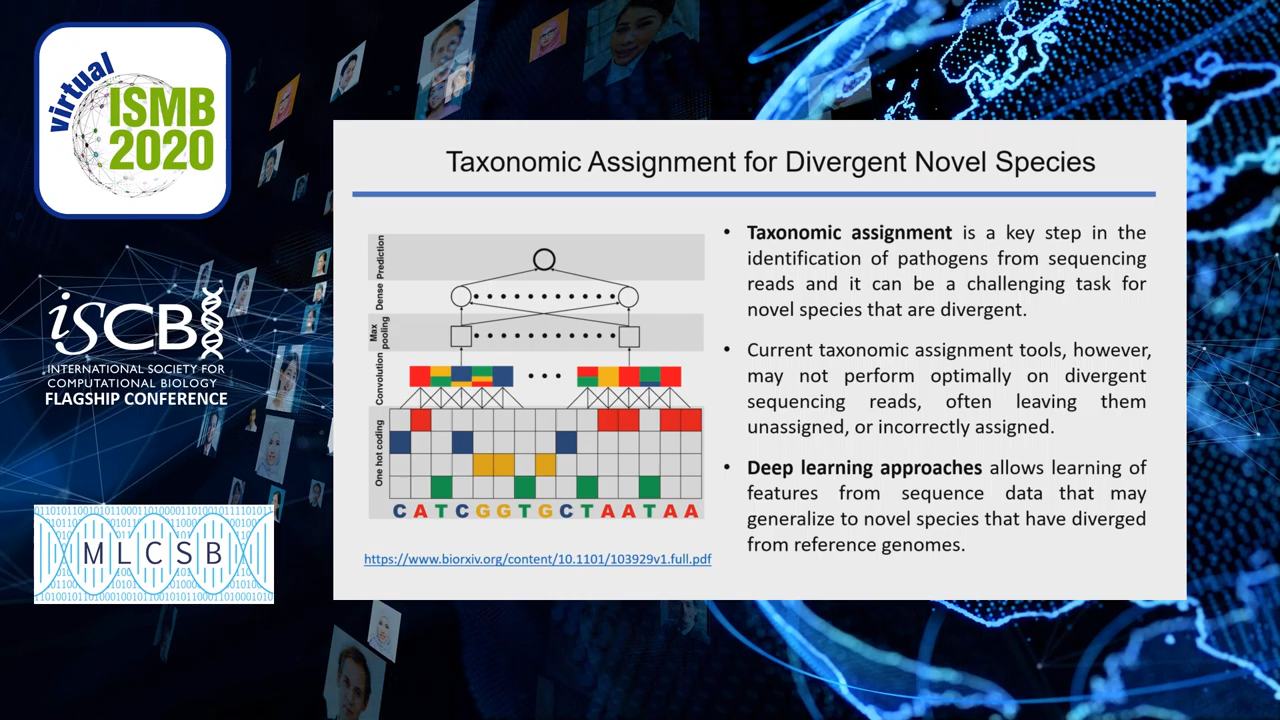 virtual
ISMB
2020
iSCB
INTERNATIONAL SOCIETY FOR
COMPUTATIONAL BIOLOGY
FLAGSHIP CONFERENCE
MLCSB
Taxonomic Assignment for Divergent Novel Species
Prediction
Dense
Max
pooling
Convolution
One hot coding
CATCGGTGCTAATAA
https://www.biorxiv.org/content/10.1101/103929v1.full.pdf
• Taxonomic assignment is a key step in the
identification of pathogens from sequencing
reads and it can be a challenging task for
novel species that are divergent.
• Current taxonomic assignment tools, however,
may not perform optimally on divergent
sequencing reads, often leaving them
unassigned, or incorrectly assigned.
• Deep learning approaches allows learning of
features from sequence data that may
generalize to novel species that have diverged
from reference genomes.